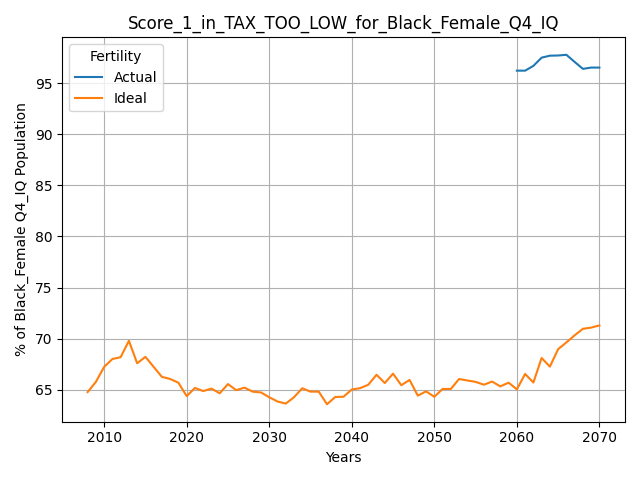 Score_1_in_TAX_TOO_LOW_for_Black_Female_Q4_IQ
Fertility
Actual
Ideal
% of Black_Female Q4_IQ Population
95
90
85
80
75
70
65
2010 2020 2030 2040 2050 2060 2070
Years